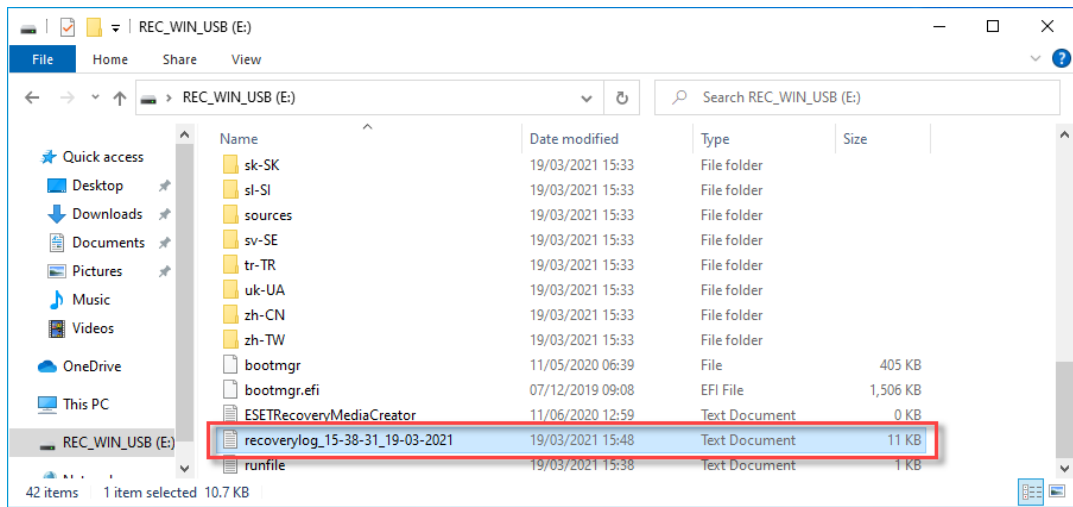 REC_WIN_USB (E:)
File Home Share View
REC_WIN_USB (E:) Search REC_WIN_USB (E:)
Name Date modified Type Size
Quick access
Desktop
Downloads
Documents
Pictures
Music
Videos
OneDrive
This PC
REC_WIN_USB (E:)
sk-SK 19/03/2021 15:33 File folder
sl-SI 19/03/2021 15:33 File folder
sources 19/03/2021 15:33 File folder
sv-SE 19/03/2021 15:33 File folder
tr-TR 19/03/2021 15:33 File folder
uk-UA 19/03/2021 15:33 File folder
zh-CN 19/03/2021 15:33 File folder
zh-TW 19/03/2021 15:33 File folder
bootmgr 11/05/2020 06:39 File 405 KB
bootmgr.efi 07/12/2019 09:08 EFI File 1,506 KB
ESETRecoveryMediaCreator 11/06/2020 12:59 Text Document 0 KB
recoverylog_15-38-31_19-03-2021 19/03/2021 15:48 Text Document 11 KB
runfile 19/03/2021 15:38 Text Document 1 KB
42 items 1 item selected 10.7 KB